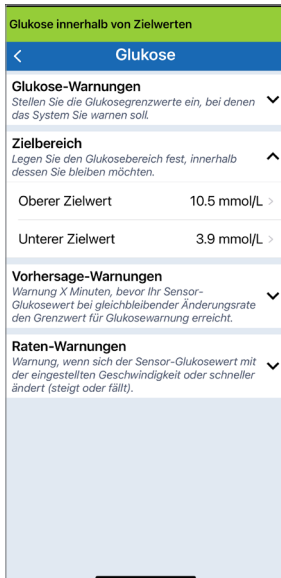 Glukose innerhalb von Zielwerten
Glukose
Glukose-Warnungen
Stellen Sie die Glukosegrenzwerte ein, bei denen
das System Sie warnen soll.
Zielbereich
Legen Sie den Glukosebereich fest, innerhalb
dessen Sie bleiben möchten.
Oberer Zielwert 10.5 mmol/L
Unterer Zielwert 3.9 mmol/L
Vorhersage-Warnungen
Warnung X Minuten, bevor Ihr Sensor-
Glukosewert bei gleichbleibender Änderungsrate
den Grenzwert für Glukosewarnung erreicht.
Raten-Warnungen
Warnung, wenn sich der Sensor-Glukosewert mit
der eingestellten Geschwindigkeit oder schneller
ändert (steigt oder fällt).